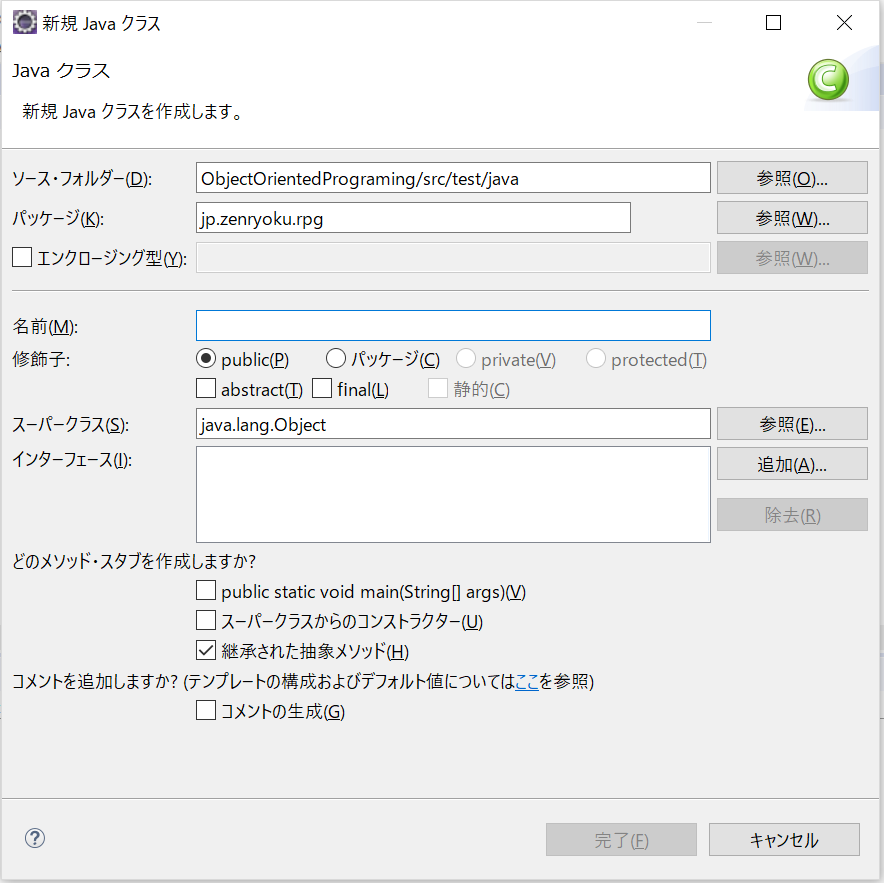 新規 Java クラス
Java クラス
新規 Java クラスを作成します。
ソース・フォルダー(D): ObjectOrientedPrograming/src/test/java 参照(O)...
パッケージ(K): jp.zenryoku.rpg 参照(W)...
エンクロージング型(Y): 参照(W)...
名前(M):
修飾子: public(P) パッケージ(C) private(V) protected(T)
abstract(T) final(L) 静的(C)
スーパークラス(S): java.lang.Object 参照(E)...
インターフェース(I): 追加(A)...
除去(R)
どのメソッド・スタブを作成しますか?
public static void main(String[] args)(V)
スーパークラスからのコンストラクター(U)
継承された抽象メソッド(H)
コメントを追加しますか? (テンプレートの構成およびデフォルト値についてはここを参照)
コメントの生成(G)
? 完了(F) キャンセル